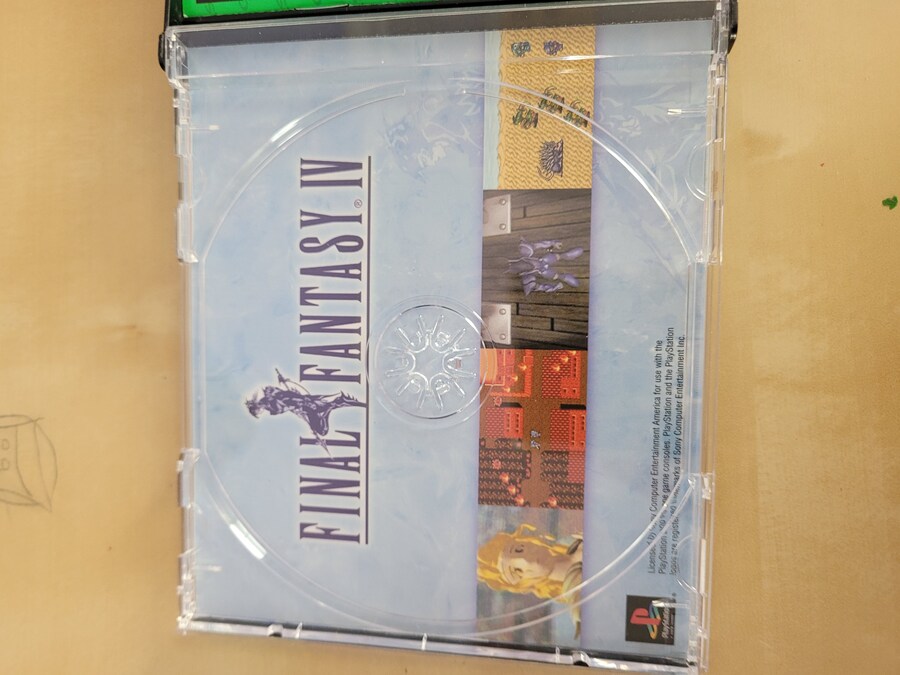 FINAL FANTASY® IV
Licensed by Sony Computer Entertainment America for use with the
PlayStation game consoles. PlayStation and the PlayStation
logos are registered trademarks of Sony Computer Entertainment Inc.
PlayStation